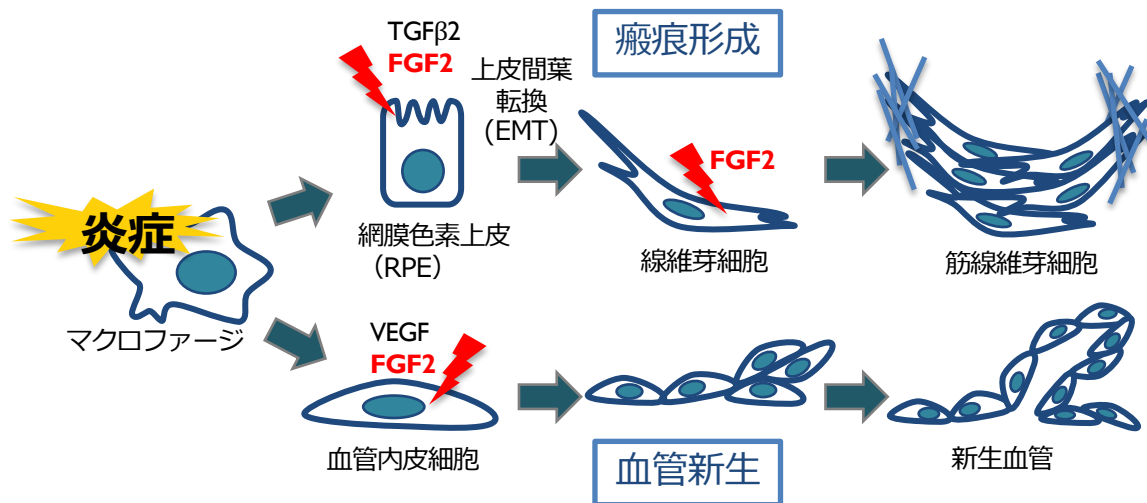 炎症
マクロファージ
TGFβ2
FGF2
上皮間葉
転換
(EMT)
網膜色素上皮
（RPE）
瘢痕形成
FGF2
線維芽細胞
筋線維芽細胞
VEGF
FGF2
血管内皮細胞
血管新生
新生血管